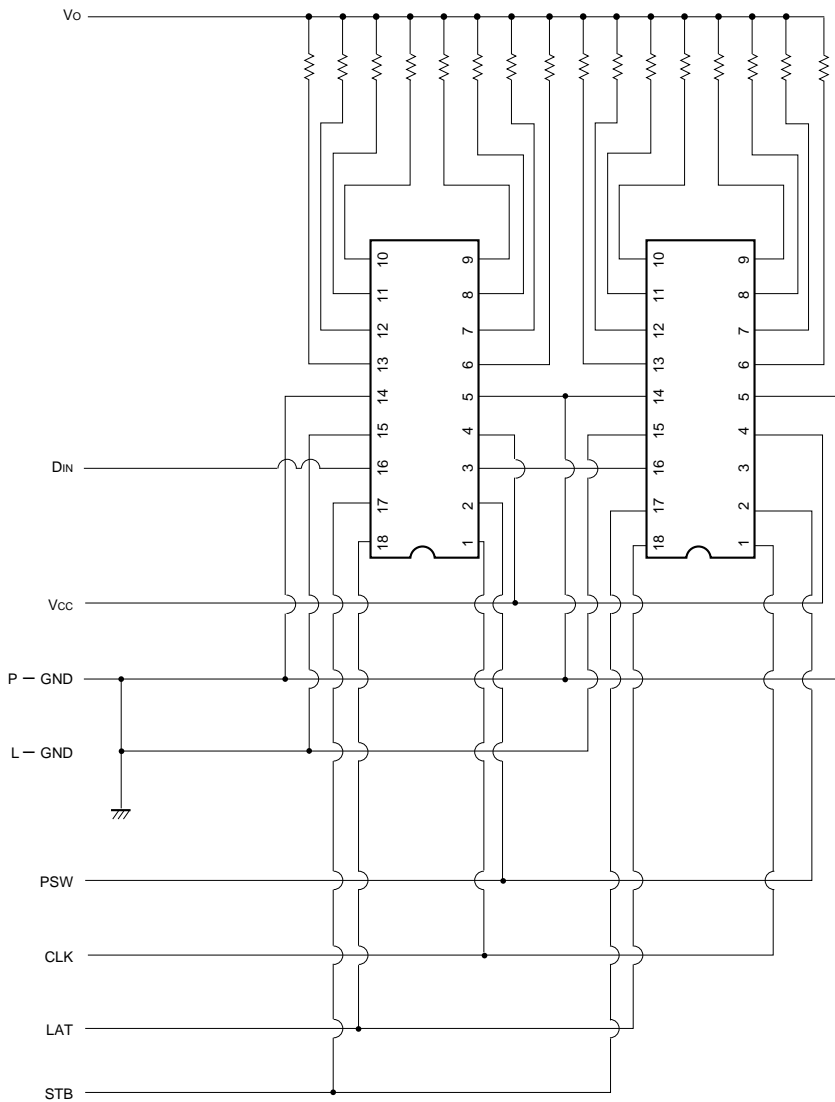 Vo
10 9 10 9
11 8 11 8
12 7 12 7
13 6 13 6
14 5 14 5
15 4 15 4
DIN 16 3 16 3
17 2 17 2
18 1 18 1
Vcc
P — GND
L — GND
PSW
CLK
LAT
STB